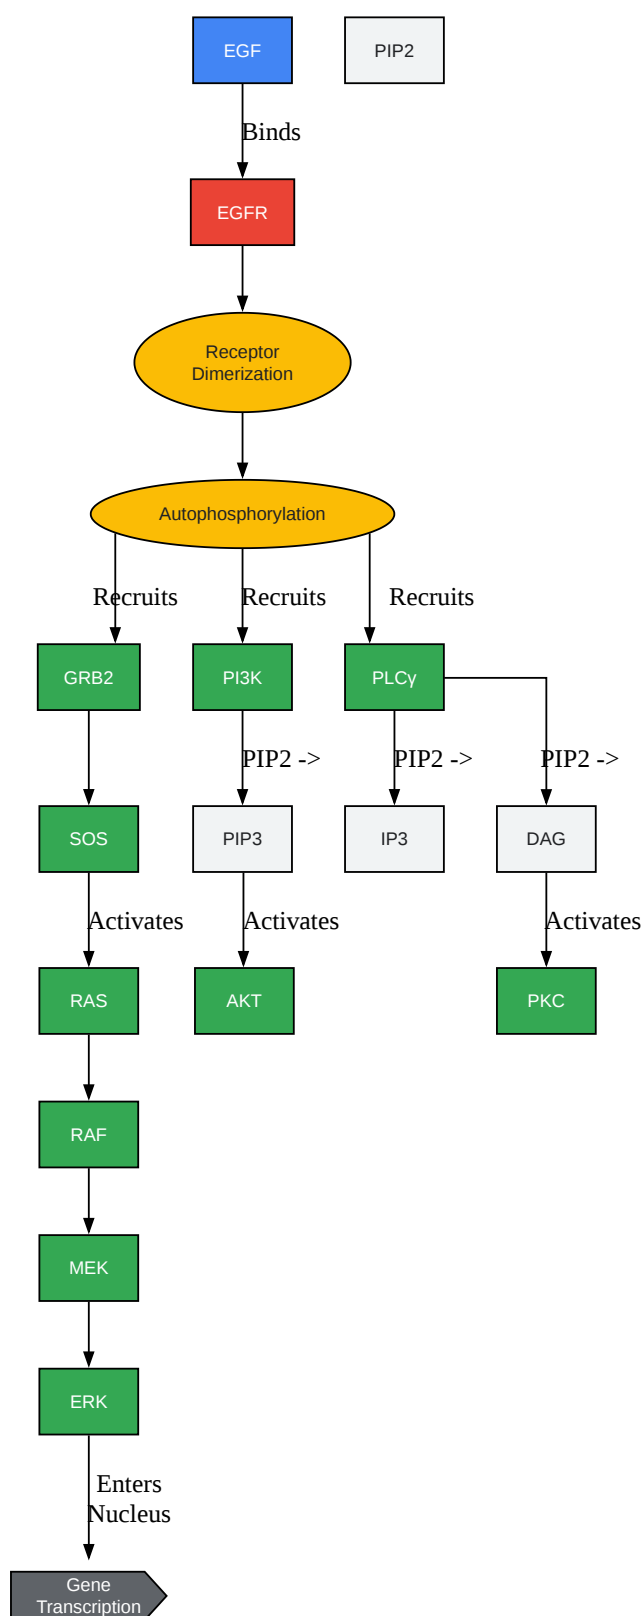 EGF
PIP2
Binds
EGFR
Receptor
Dimerization
Autophosphorylation
Recruits
Recruits
Recruits
GRB2
PI3K
PLCγ
PIP2 ->
PIP2 ->
PIP2 ->
SOS
PIP3
IP3
DAG
Activates
Activates
Activates
RAS
AKT
PKC
RAF
MEK
ERK
Enters
Nucleus
Gene
Transcription